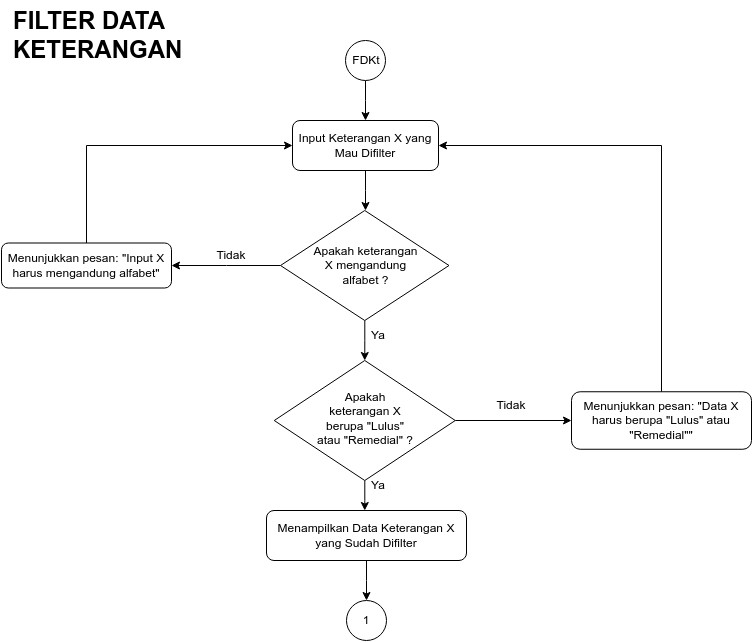 FILTER DATA
KETERANGAN
FDKt
Input Keterangan X yang
Mau Difilter
Apakah keterangan
X mengandung
alfabet ?
Tidak
Menunjukkan pesan: "Input X
harus mengandung alfabet"
Ya
Apakah
keterangan X
berupa "Lulus"
atau "Remedial" ?
Tidak
Menunjukkan pesan: "Data X
harus berupa "Lulus" atau
"Remedial""
Ya
Menampilkan Data Keterangan X
yang Sudah Difilter
1